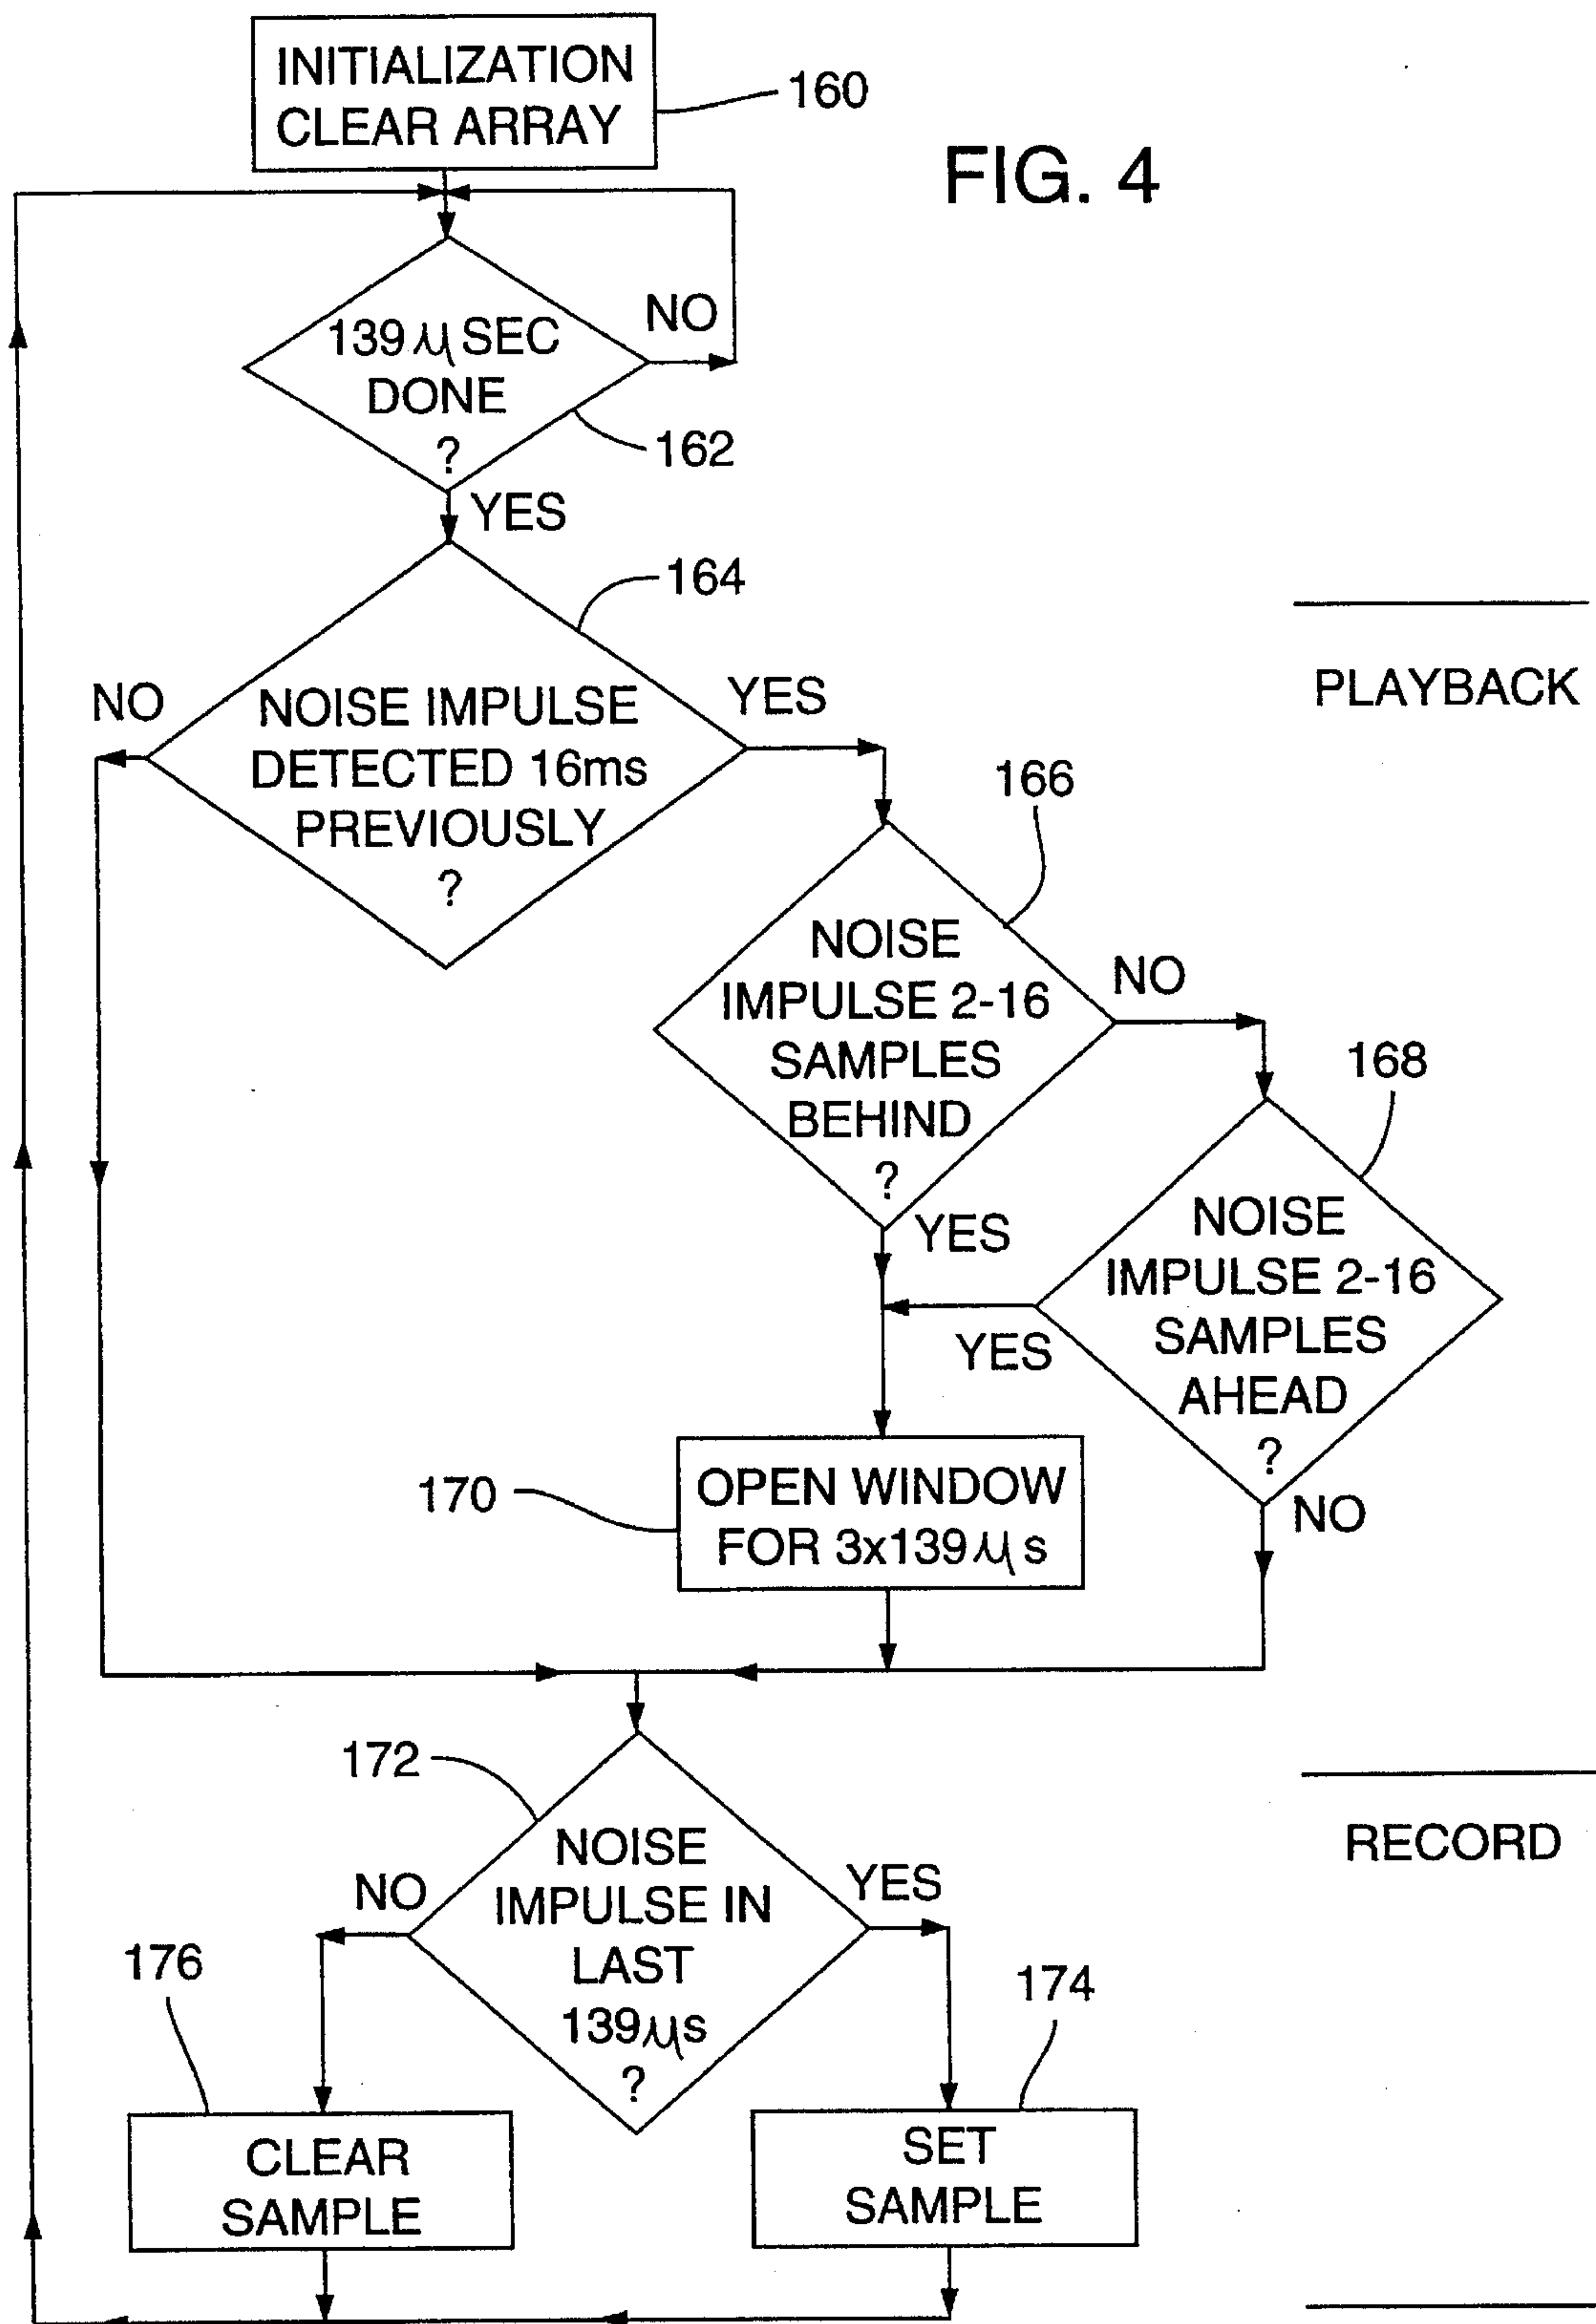 INITIALIZATION
CLEAR ARRAY
160
FIG. 4
139μSEC
DONE
?
NO
162
YES
164
NO
NOISE IMPULSE
DETECTED 16ms
PREVIOUSLY
?
YES
PLAYBACK
166
NOISE
IMPULSE 2-16
SAMPLES
BEHIND
?
NO
YES
168
NOISE
IMPULSE 2-16
SAMPLES
AHEAD
?
YES
NO
170
OPEN WINDOW
FOR 3x139μs
172
NOISE
IMPULSE IN
LAST
139μs
?
NO
YES
RECORD
176
CLEAR
SAMPLE
174
SET
SAMPLE